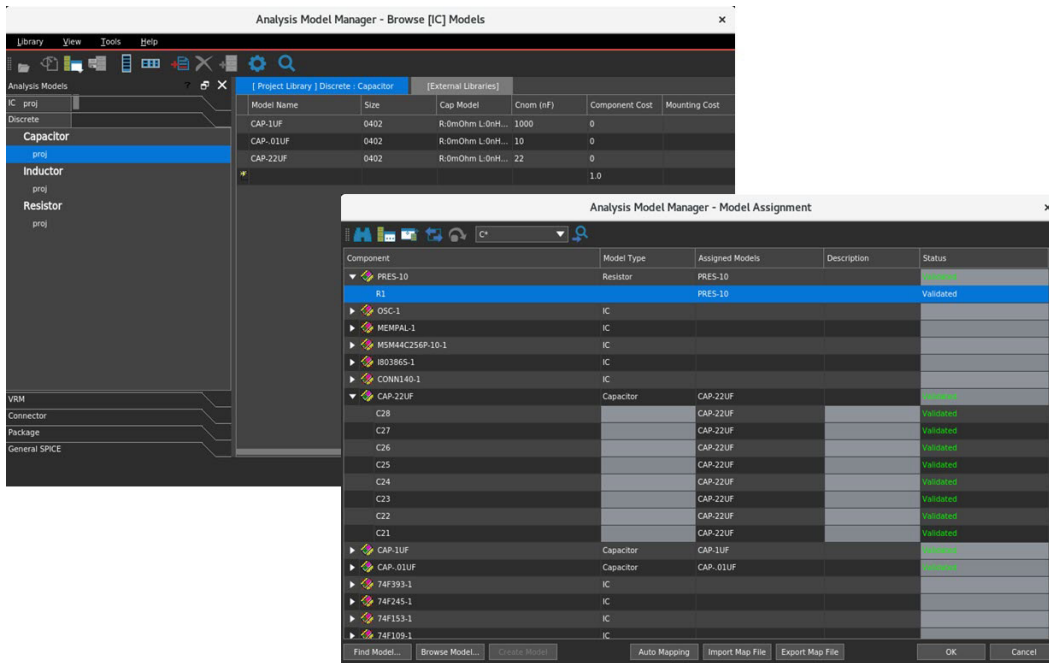 Analysis Model Manager - Browse [IC] Models
Library View Tools Help
Analysis Models ?
[ Project Library ] Discrete : Capacitor [External Libraries]
IC proj
Discrete
Capacitor
proj
Inductor
proj
Resistor
proj
VRM
Connector
Package
General SPICE
Model Name Size Cap Model Cnom (nF) Component Cost Mounting Cost
CAP-1UF 0402 R:0mOhm L:0nH... 1000 0
CAP-.01UF 0402 R:0mOhm L:0nH... 10 0
CAP-22UF 0402 R:0mOhm L:0nH... 22 0
* 1.0
Analysis Model Manager - Model Assignment
C*
Component Model Type Assigned Models Description Status
PRES-10 Resistor PRES-10 Validated
R1 PRES-10 Validated
OSC-1 IC
MEMPAL-1 IC
M5M44C256P-10-1 IC
I80386S-1 IC
CONN140-1 IC
CAP-22UF Capacitor CAP-22UF Validated
C28 CAP-22UF Validated
C27 CAP-22UF Validated
C26 CAP-22UF Validated
C25 CAP-22UF Validated
C24 CAP-22UF Validated
C23 CAP-22UF Validated
C22 CAP-22UF Validated
C21 CAP-22UF Validated
CAP-1UF Capacitor CAP-1UF Validated
CAP-.01UF Capacitor CAP-.01UF Validated
74F393-1 IC
74F245-1 IC
74F153-1 IC
74F109-1 IC
Find Model... Browse Model... Create Model Auto Mapping Import Map File Export Map File OK Cancel